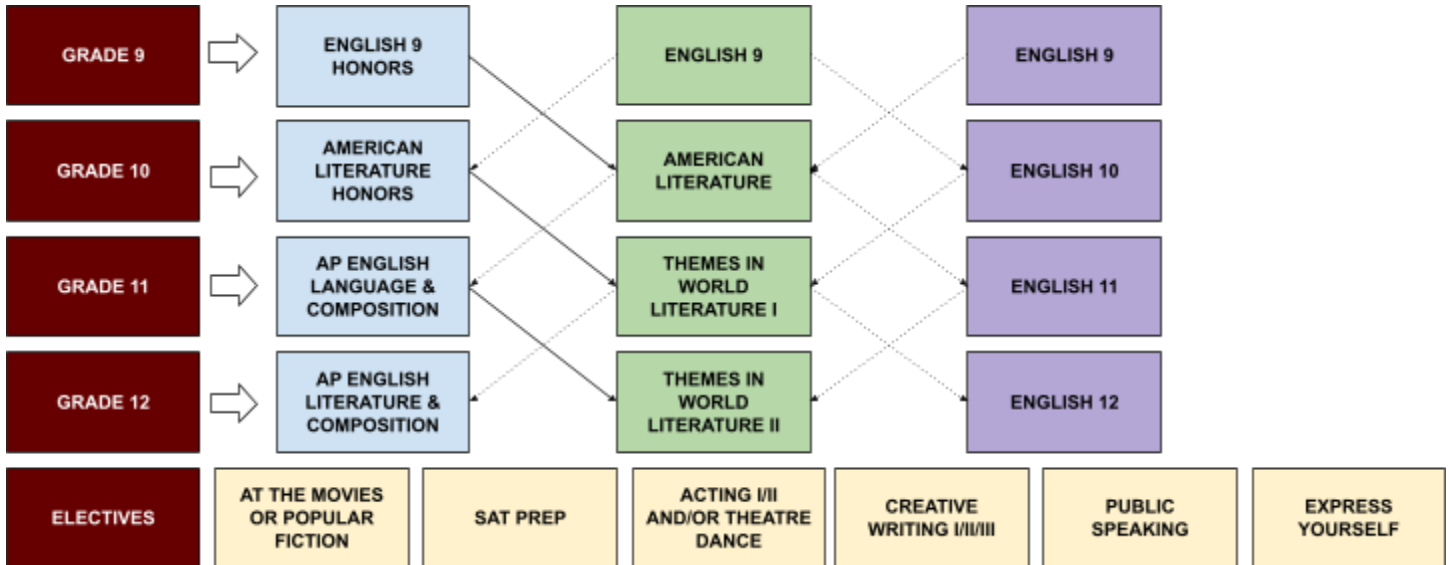 GRADE 9
ENGLISH 9
HONORS
ENGLISH 9
ENGLISH 9
GRADE 10
AMERICAN
LITERATURE
HONORS
AMERICAN
LITERATURE
ENGLISH 10
GRADE 11
AP ENGLISH
LANGUAGE &
COMPOSITION
THEMES IN
WORLD
LITERATURE I
ENGLISH 11
GRADE 12
AP ENGLISH
LITERATURE &
COMPOSITION
THEMES IN
WORLD
LITERATURE II
ENGLISH 12
ELECTIVES
AT THE MOVIES
OR POPULAR
FICTION
SAT PREP
ACTING I/II
AND/OR THEATRE
DANCE
CREATIVE
WRITING I/II/III
PUBLIC
SPEAKING
EXPRESS
YOURSELF